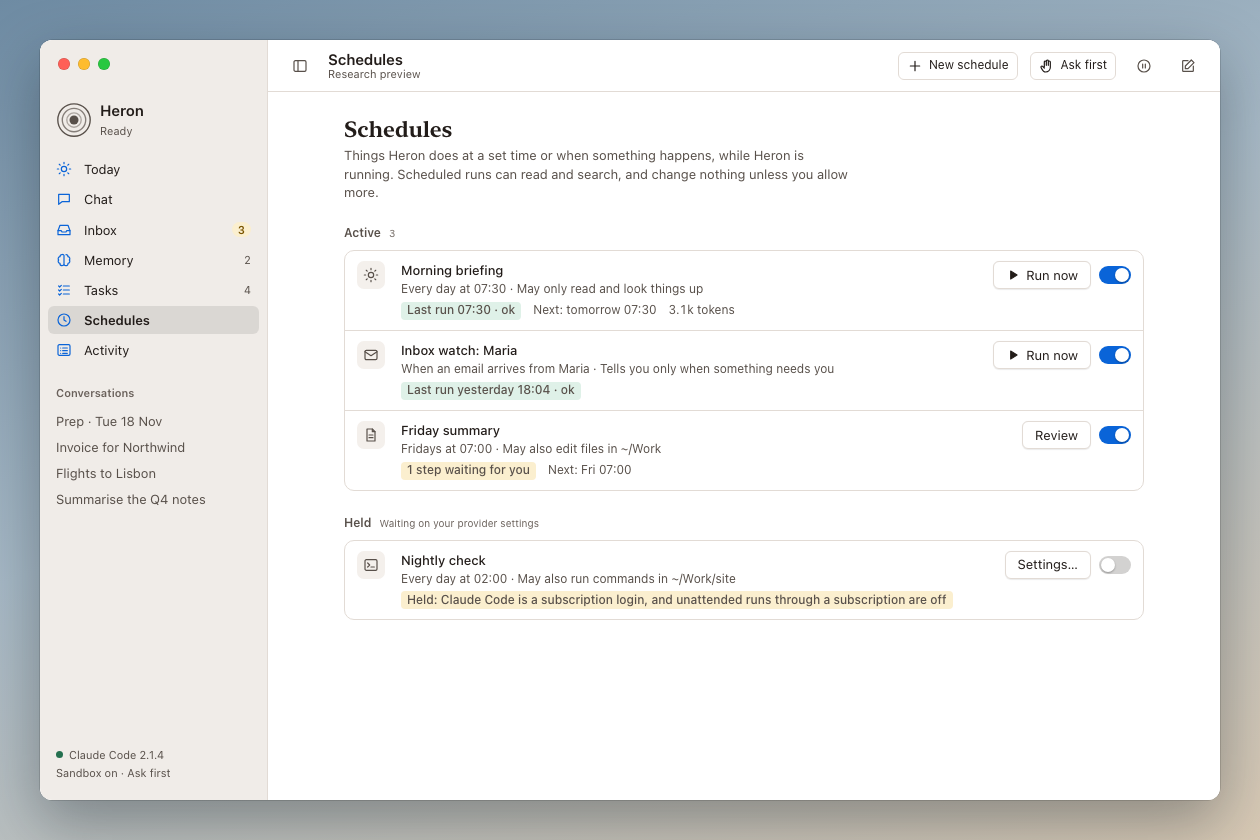 Heron
Ready
Today
Chat
Inbox 3
Memory 2
Tasks 4
Schedules
Activity
Conversations
Prep · Tue 18 Nov
Invoice for Northwind
Flights to Lisbon
Summarise the Q4 notes
Claude Code 2.1.4
Sandbox on · Ask first
Schedules
Research preview
New schedule
Ask first
Schedules
Things Heron does at a set time or when something happens, while Heron is
running. Scheduled runs can read and search, and change nothing unless you allow
more.
Active 3
Morning briefing
Every day at 07:30 · May only read and look things up
Last run 07:30 · ok Next: tomorrow 07:30 3.1k tokens
Run now
Inbox watch: Maria
When an email arrives from Maria · Tells you only when something needs you
Last run yesterday 18:04 · ok
Run now
Friday summary
Fridays at 07:00 · May also edit files in ~/Work
1 step waiting for you Next: Fri 07:00
Review
Held Waiting on your provider settings
Nightly check
Every day at 02:00 · May also run commands in ~/Work/site
Held: Claude Code is a subscription login, and unattended runs through a subscription are off
Settings...